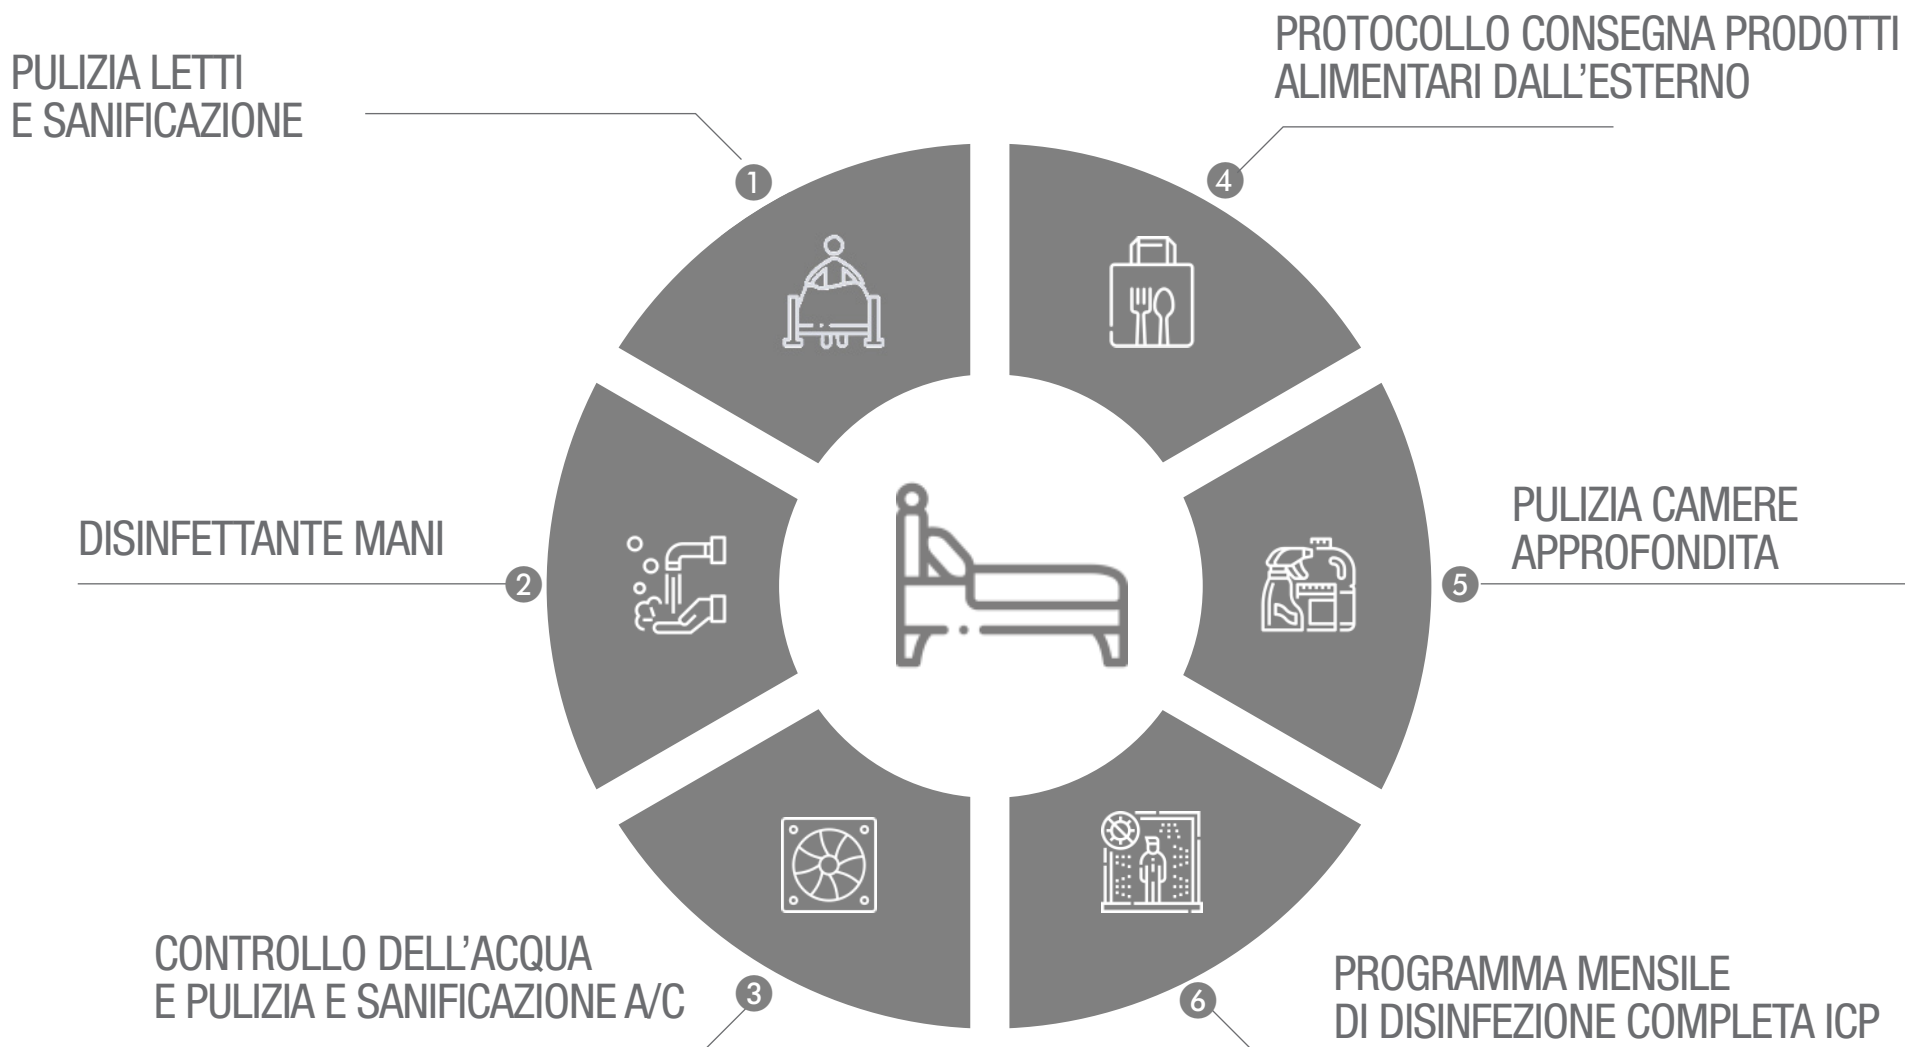 PULIZIA LETTI
E SANIFICAZIONE
1
DISINFETTANTE MANI
2
CONTROLLO DELL'ACQUA
E PULIZIA E SANIFICAZIONE A/C
3
PROTOCOLLO CONSEGNA PRODOTTI
ALIMENTARI DALL'ESTERNO
4
PULIZIA CAMERE
APPROFONDITA
5
PROGRAMMA MENSILE
DI DISINFEZIONE COMPLETA ICP
6